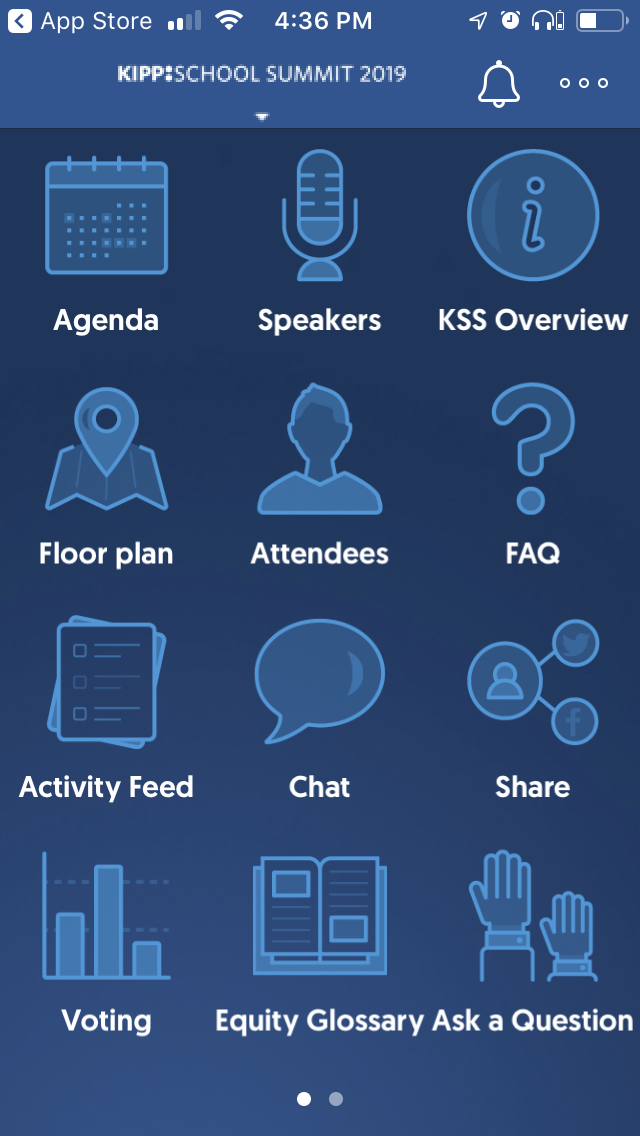 App Store 4:36 PM
KIPP:SCHOOL SUMMIT 2019
Agenda Speakers KSS Overview
Floor plan Attendees FAQ
Activity Feed Chat Share
Voting Equity Glossary Ask a Question